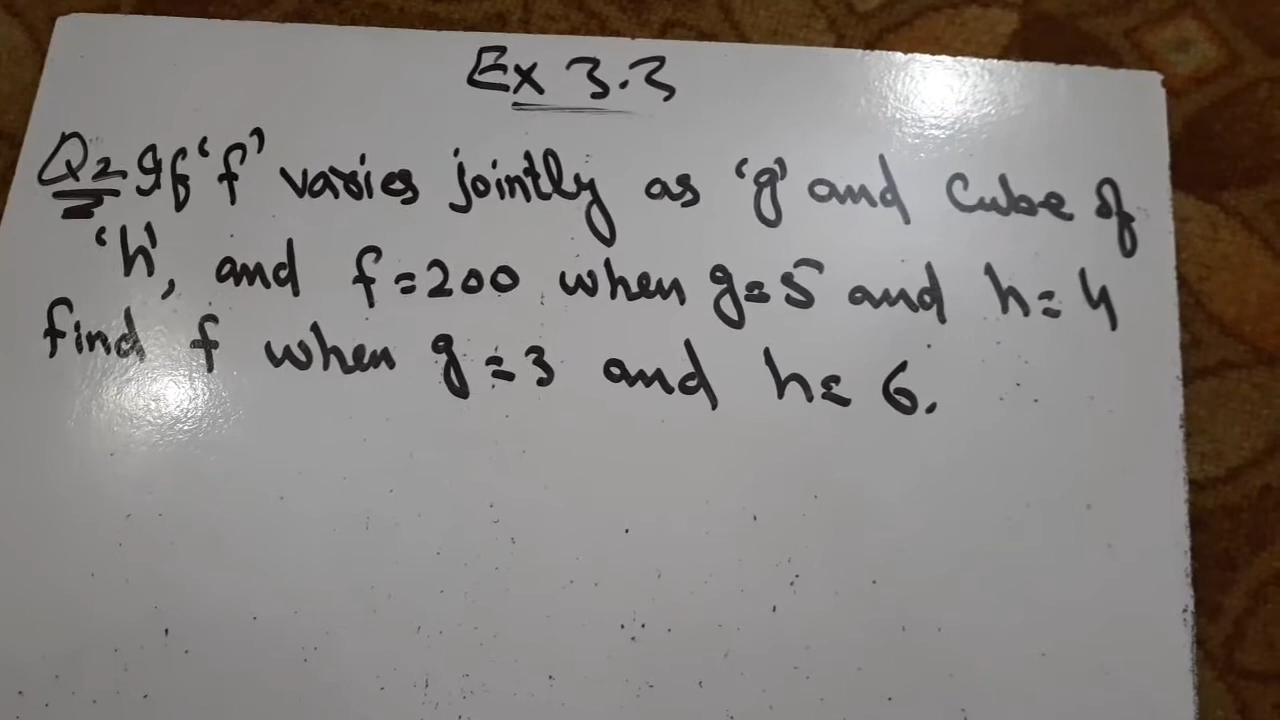 Ex 3.3
Q2 If 'f' varies jointly as 'g' and Cube of
'h', and f=200 when g=5 and h=4
find f when g=3 and h=6.